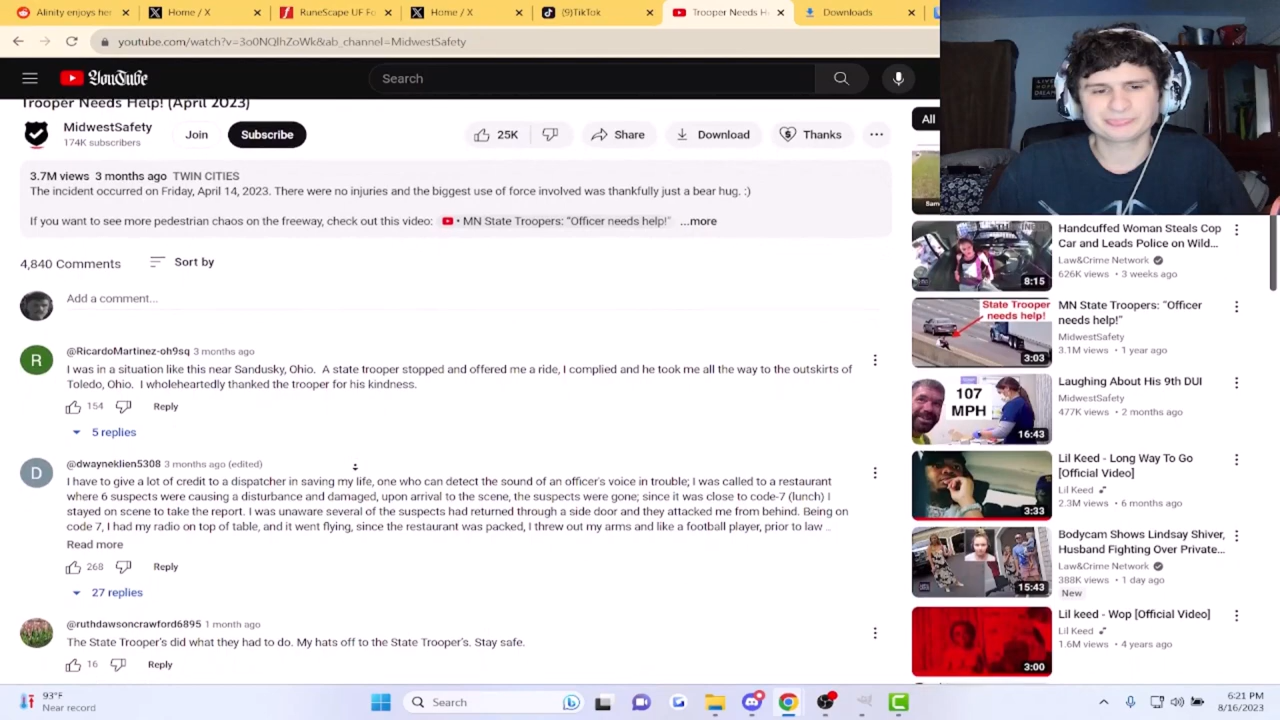 Alinity enjoys her
Home / X
RuneScape UF Fo
Home / X
(9)TikTok
Trooper Needs H
Downloads
youtube.com/watch?v=3o0NQlhZoWk&ab_channel=MidwestSafety
YouTube
Search
Trooper Needs Help! (April 2023)
MidwestSafety
174K subscribers
Join
Subscribe
25K
Share
Download
Thanks
3.7M views 3 months ago TWIN CITIES
The incident occurred on Friday, April 14, 2023. There were no injuries and the biggest use of force involved was thankfully just a bear hug. :)
If you want to see more pedestrian calls on the freeway, check out this video: • MN State Troopers: "Officer needs help!" ...more
4,840 Comments
Sort by
Add a comment...
@RicardoMartinez-oh9sq 3 months ago
I was in a situation like this near Sandusky, Ohio. A state trooper stopped and offered me a ride, I complied and he took me all the way to the outskirts of
Toledo, Ohio. I wholeheartedly thanked the trooper for his kindness.
154
Reply
5 replies
@dwayneklien5308 3 months ago (edited)
I have to give a lot of credit to a dispatcher in saving my life, one who can detect the sound of an officer's voice in trouble; I was called to a restaurant
where 6 suspects were causing a disturbance and damaged, upon arrival to the scene, the suspects were gone; since it was close to code-7 (lunch) I
stayed on scene to take the report. I was unaware several of the suspects had returned through a side door and they attacked me from behind. Being on
code 7, I had my radio on top of table, and it went flying, since the restaurant was packed, I threw out my arms and like a football player, prior to law ...
Read more
268
Reply
27 replies
@ruthdawsoncrawford6895 1 month ago
The State Trooper's did what they had to do. My hats off to the State Trooper's. Stay safe.
16
Reply
All
Handcuffed Woman Steals Cop
Car and Leads Police on Wild...
Law&Crime Network
626K views • 3 weeks ago
8:15
State Trooper
needs help!
3:03
MN State Troopers: "Officer
needs help!"
MidwestSafety
3.1M views • 1 year ago
107
MPH
16:43
Laughing About His 9th DUI
MidwestSafety
477K views • 2 months ago
3:33
Lil Keed - Long Way To Go
[Official Video]
Lil Keed
2.3M views • 6 months ago
15:43
Bodycam Shows Lindsay Shiver,
Husband Fighting Over Private...
Law&Crime Network
388K views • 1 day ago
New
3:00
Lil keed - Wop [Official Video]
Lil Keed
1.6M views • 4 years ago
93°F
Near record
Search
6:21 PM
8/16/2023